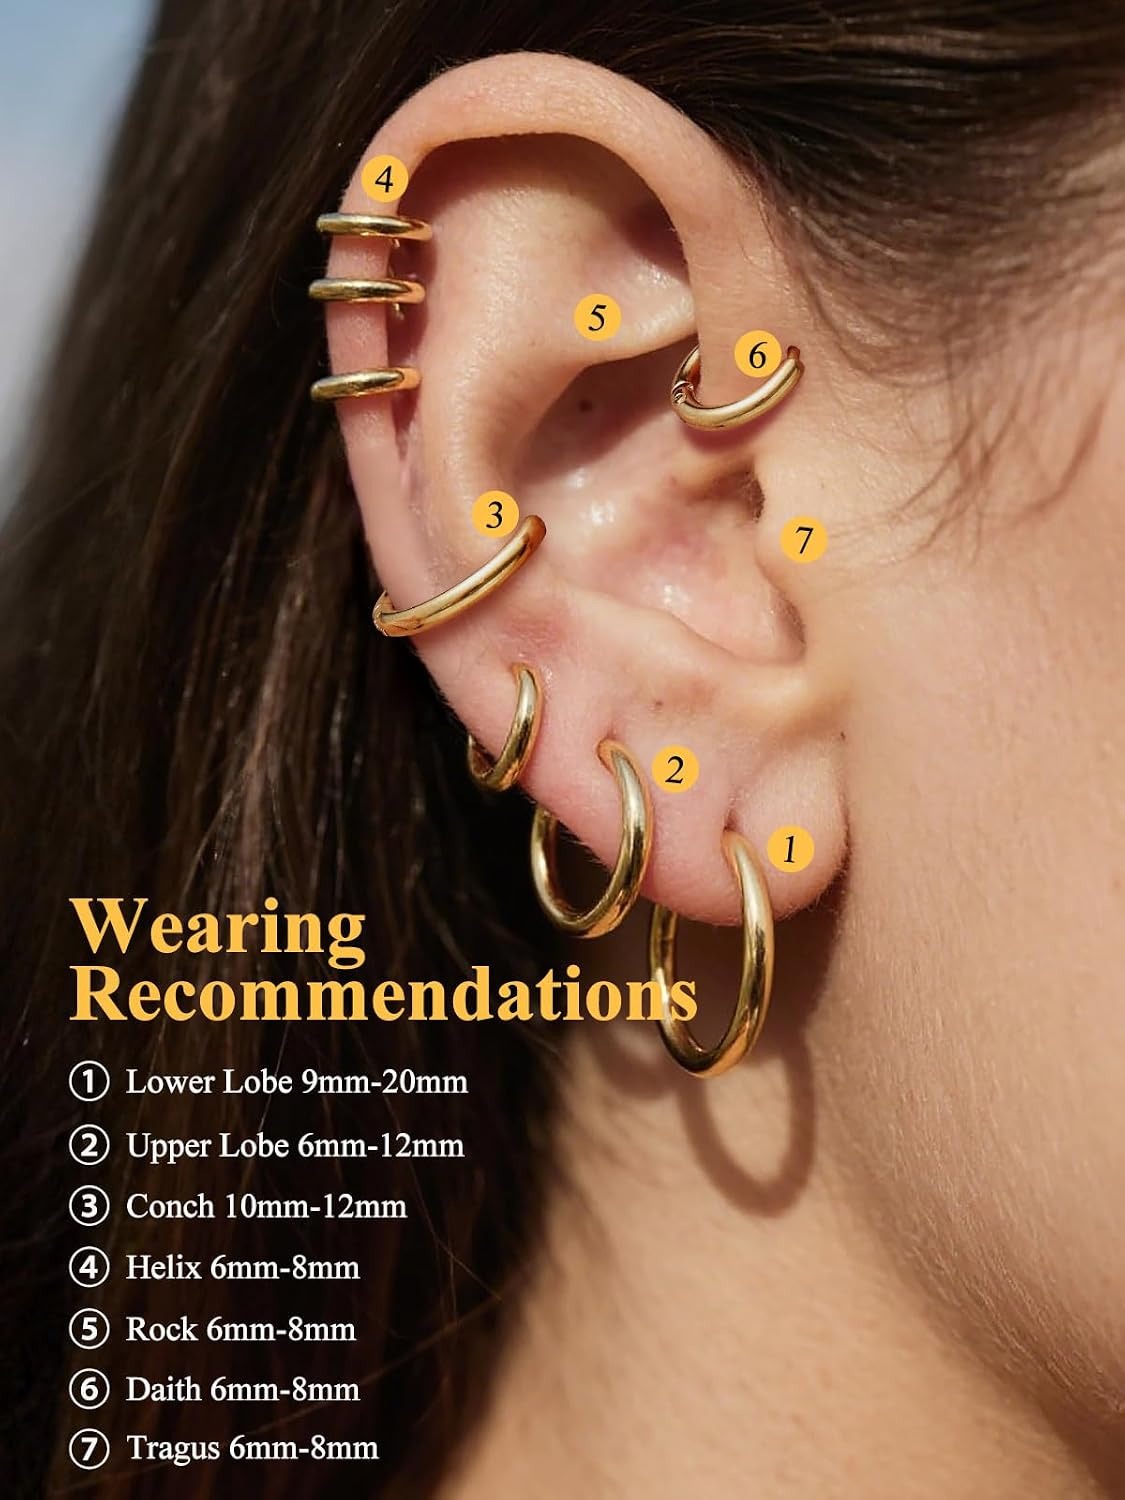 4
5
6
3
7
2
1
Wearing
Recommendations
1 Lower Lobe 9mm-20mm
2 Upper Lobe 6mm-12mm
3 Conch 10mm-12mm
4 Helix 6mm-8mm
5 Rock 6mm-8mm
6 Daith 6mm-8mm
7 Tragus 6mm-8mm